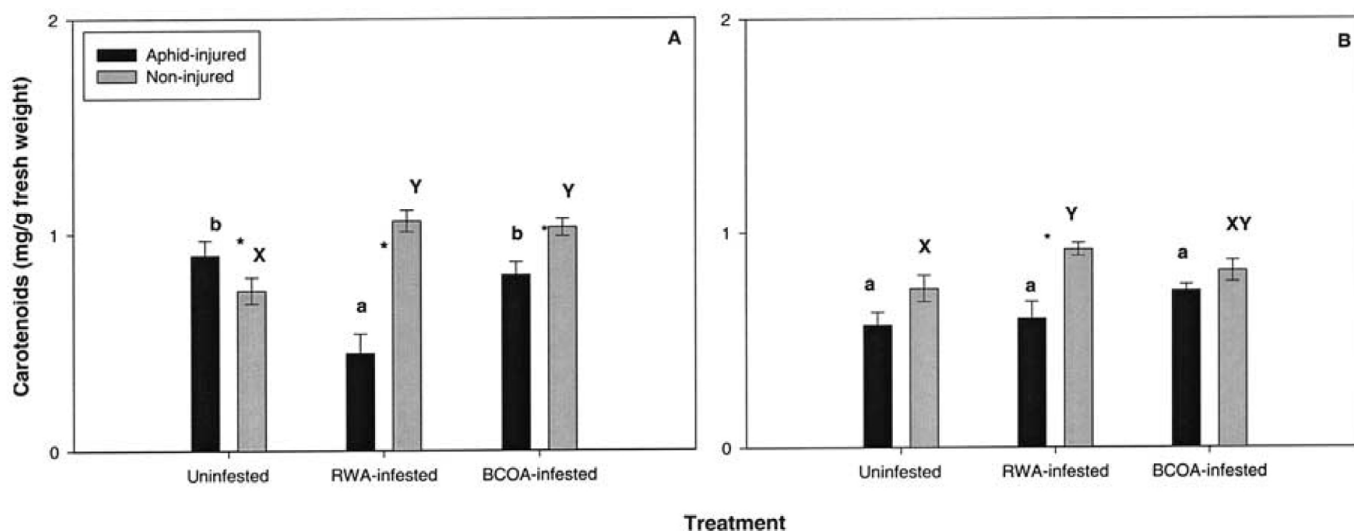 Carotenoids (mg/g fresh weight)
2
1
0
Aphid-injured
Non-injured
A
b
*
X
a
*
Y
b
*
Y
Uninfested
RWA-infested
BCOA-infested
2
1
0
B
a
X
a
*
Y
a
XY
Uninfested
RWA-infested
BCOA-infested
Treatment